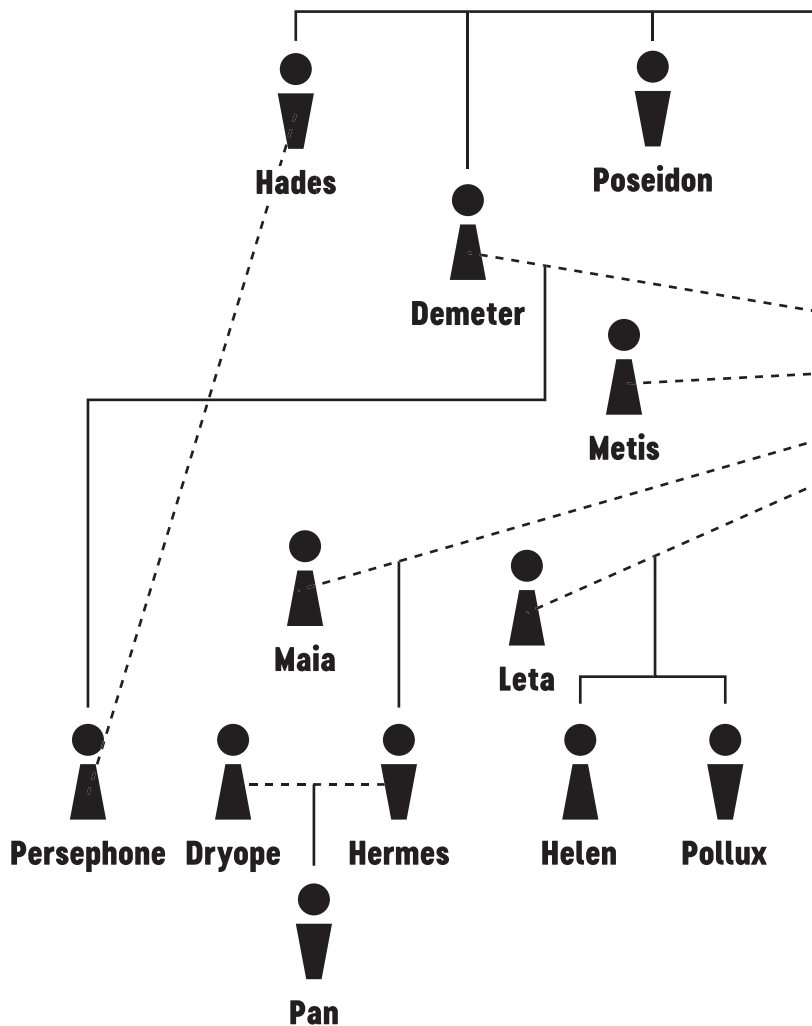 Hades
Poseidon
Demeter
Metis
Maia
Leta
Persephone
Dryope
Hermes
Helen
Pollux
Pan